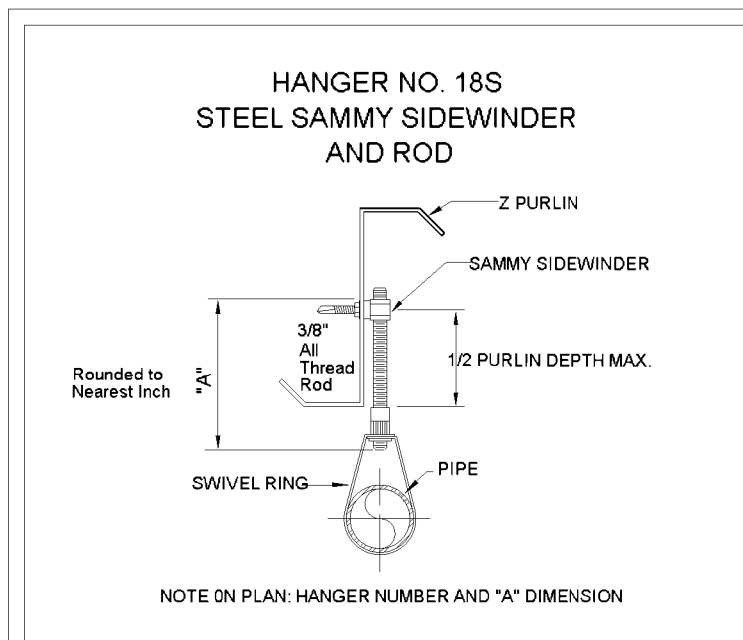 HANGER NO. 18S
STEEL SAMMY SIDEWINDER
AND ROD
Z PURLIN
SAMMY SIDEWINDER
3/8"
All
Thread
Rod
1/2 PURLIN DEPTH MAX.
Rounded to
Nearest Inch
"A"
SWIVEL RING
PIPE
NOTE ON PLAN: HANGER NUMBER AND "A" DIMENSION